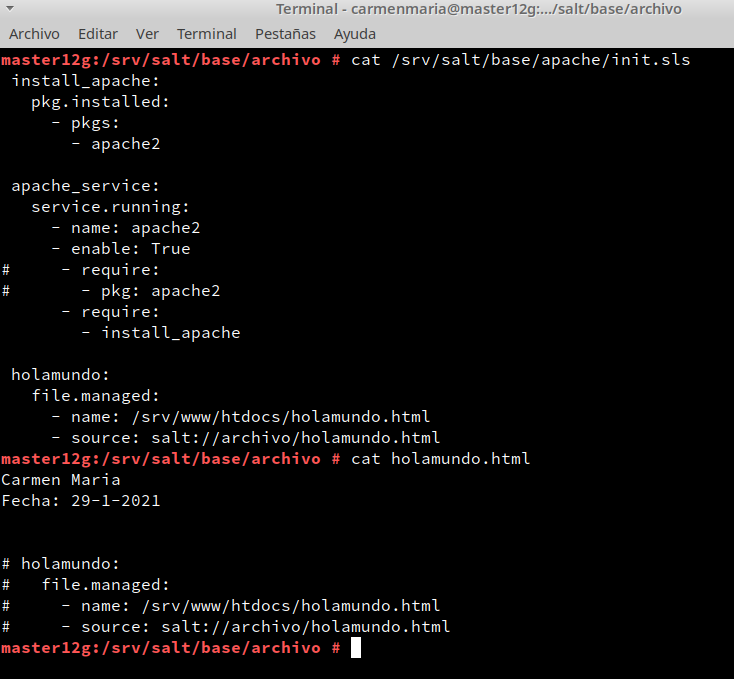 Terminal - carmenmaria@master12g:.../salt/base/archivo
Archivo Editar Ver Terminal Pestañas Ayuda
master12g:/srv/salt/base/archivo # cat /srv/salt/base/apache/init.sls
 install_apache:
   pkg.installed:
     - pkgs:
       - apache2

 apache_service:
   service.running:
     - name: apache2
     - enable: True
#     - require:
#       - pkg: apache2
      - require:
        - install_apache

 holamundo:
   file.managed:
     - name: /srv/www/htdocs/holamundo.html
     - source: salt://archivo/holamundo.html
master12g:/srv/salt/base/archivo # cat holamundo.html
Carmen Maria
Fecha: 29-1-2021


# holamundo:
#   file.managed:
#     - name: /srv/www/htdocs/holamundo.html
#     - source: salt://archivo/holamundo.html
master12g:/srv/salt/base/archivo #